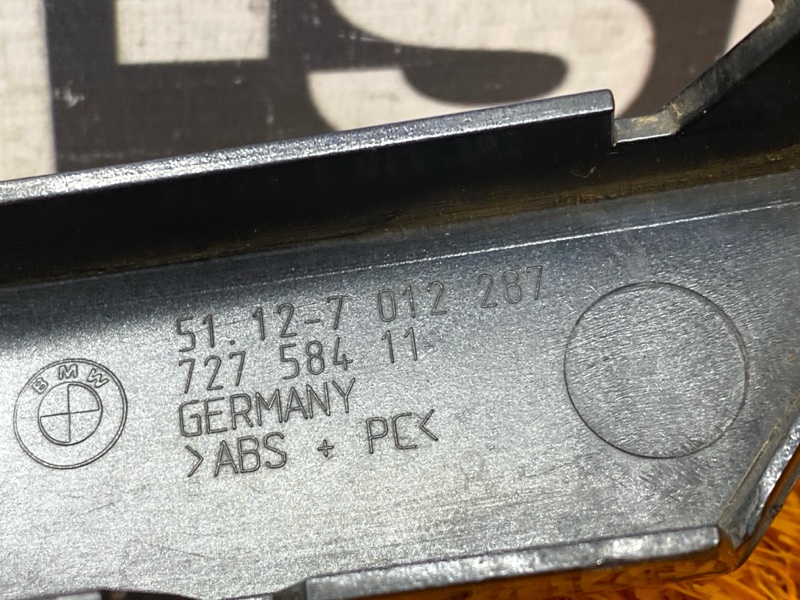 51.12-7 012 287
727 584 11
BMW
GERMANY
>ABS + PC<